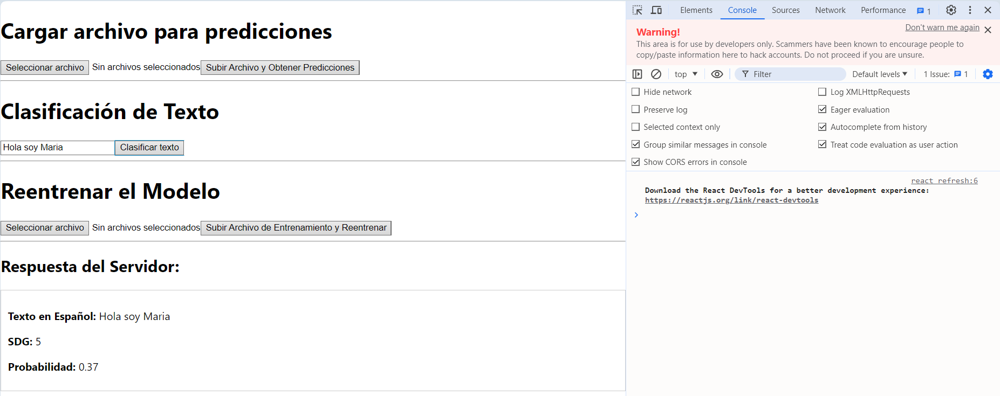 Cargar archivo para predicciones
Seleccionar archivo Sin archivos seleccionados Subir Archivo y Obtener Predicciones
Clasificación de Texto
Hola soy Maria Clasificar texto
Reentrenar el Modelo
Seleccionar archivo Sin archivos seleccionados Subir Archivo de Entrenamiento y Reentrenar
Respuesta del Servidor:
Texto en Español: Hola soy Maria
SDG: 5
Probabilidad: 0.37
Elements Console Sources Network Performance 1
Warning! Don't warn me again
This area is for use by developers only. Scammers have been known to encourage people to
copy/paste information here to hack accounts. Do not proceed if you are unsure.
top Filter Default levels 1 Issue: 1
Hide network Log XMLHttpRequests
Preserve log Eager evaluation
Selected context only Autocomplete from history
Group similar messages in console Treat code evaluation as user action
Show CORS errors in console
react refresh:6
Download the React DevTools for a better development experience:
https://reactjs.org/link/react-devtools